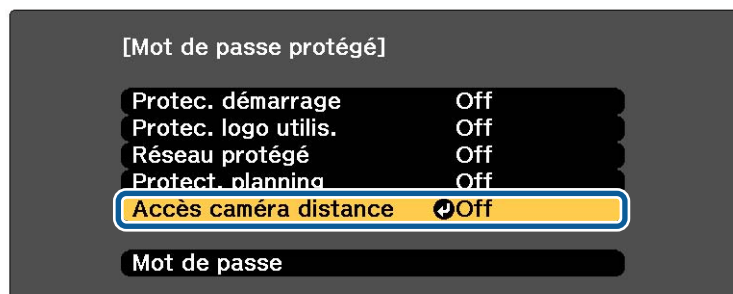 [Mot de passe protégé]
Protec. démarrage Off
Protec. logo utilis. Off
Réseau protégé Off
Protect. planning Off
Accès caméra distance Off
Mot de passe